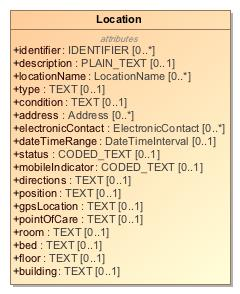 Location
attributes
+identifier : IDENTIFIER [0..*]
+description : PLAIN_TEXT [0..1]
+locationName : LocationName [0..*]
+type : TEXT [0..1]
+condition : TEXT [0..1]
+address : Address [0..*]
+electronicContact : ElectronicContact [0..*]
+dateTimeRange : DateTimeInterval [0..1]
+status : CODED_TEXT [0..1]
+mobileIndicator : CODED_TEXT [0..1]
+directions : TEXT [0..1]
+position : TEXT [0..1]
+gpsLocation : TEXT [0..1]
+pointOfCare : TEXT [0..1]
+room : TEXT [0..1]
+bed : TEXT [0..1]
+floor : TEXT [0..1]
+building : TEXT [0..1]